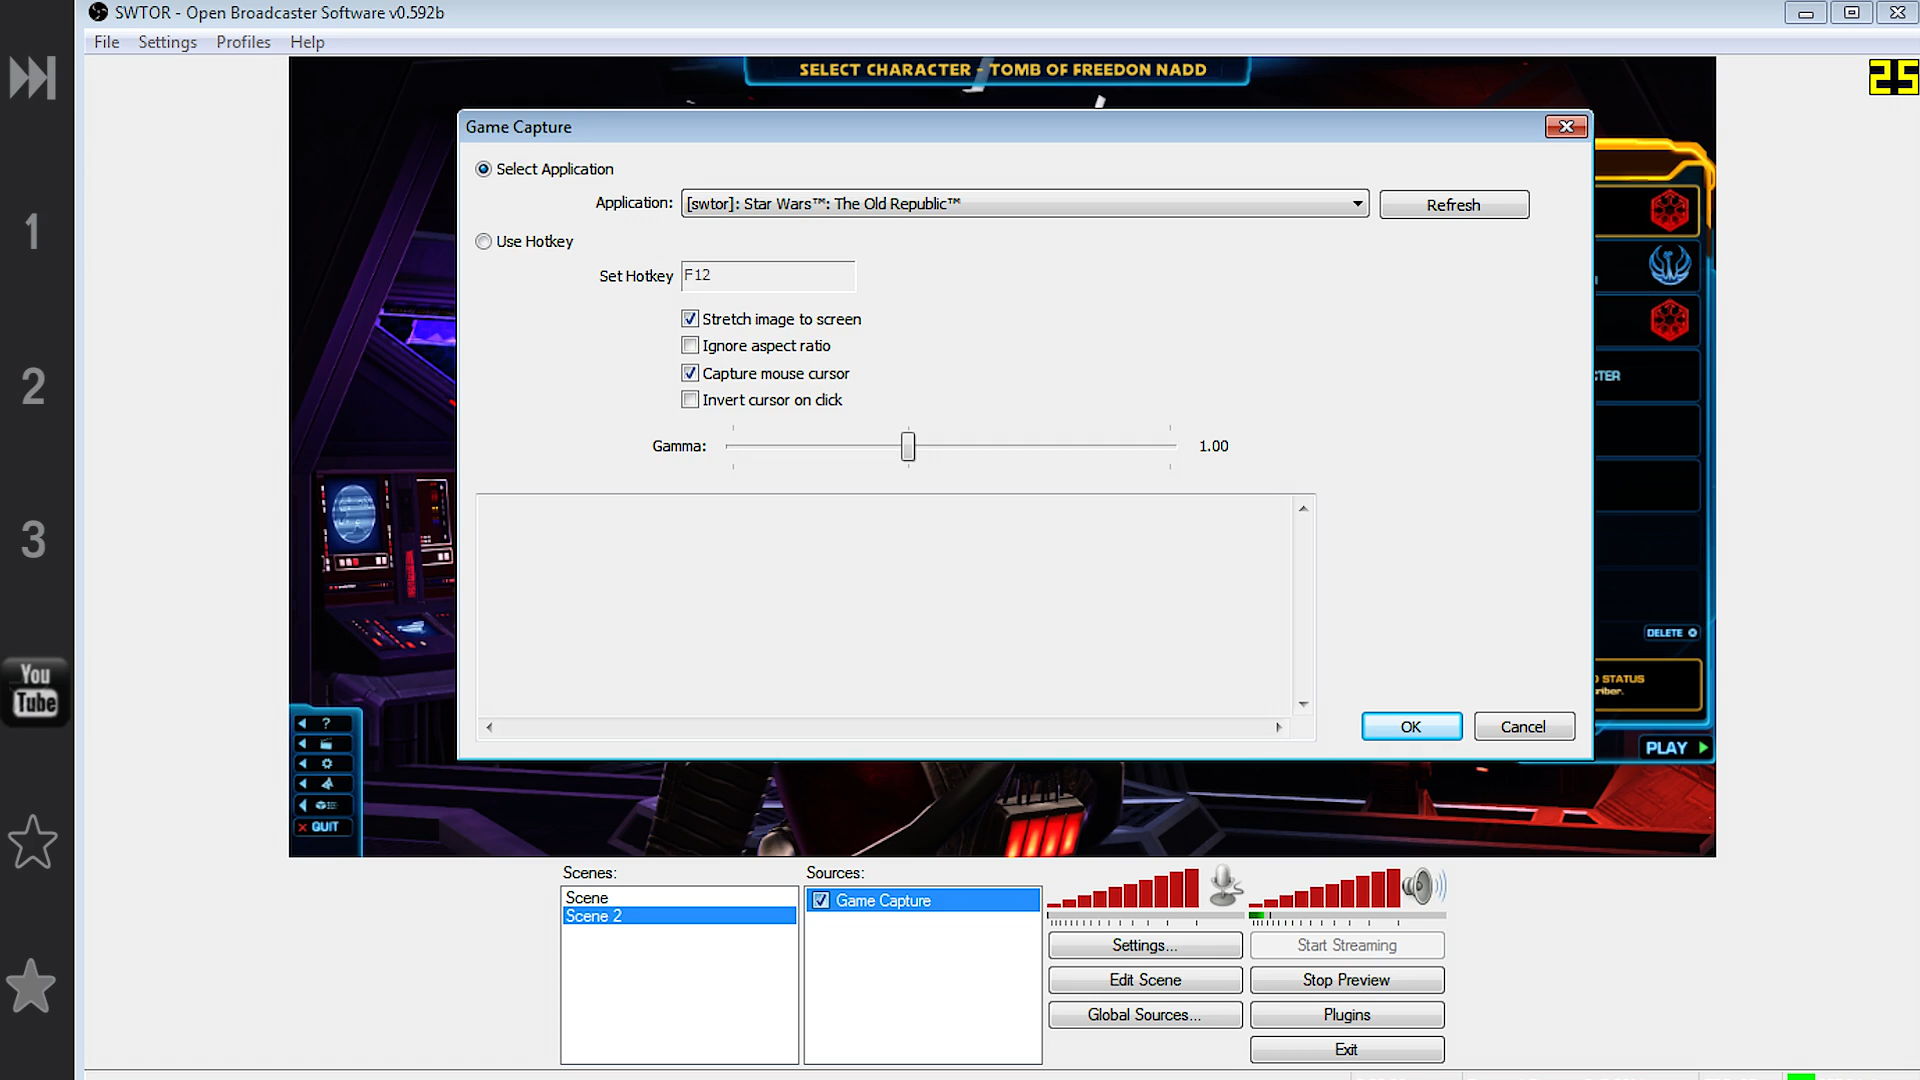 SWTOR - Open Broadcaster Software v0.592b
File Settings Profiles Help
25
SELECT CHARACTER - TOMB OF FREEDON NADD
Game Capture
Select Application
Application: [swtor]: Star Wars™: The Old Republic™ Refresh
Use Hotkey
Set Hotkey F12
Stretch image to screen
Ignore aspect ratio
Capture mouse cursor
Invert cursor on click
Gamma: 1.00
OK Cancel
1
2
3
You
Tube
CTER
DELETE
STATUS
riber.
PLAY
?
QUIT
Scenes:
Scene
Scene 2
Sources:
Game Capture
Settings... Start Streaming
Edit Scene Stop Preview
Global Sources... Plugins
Exit